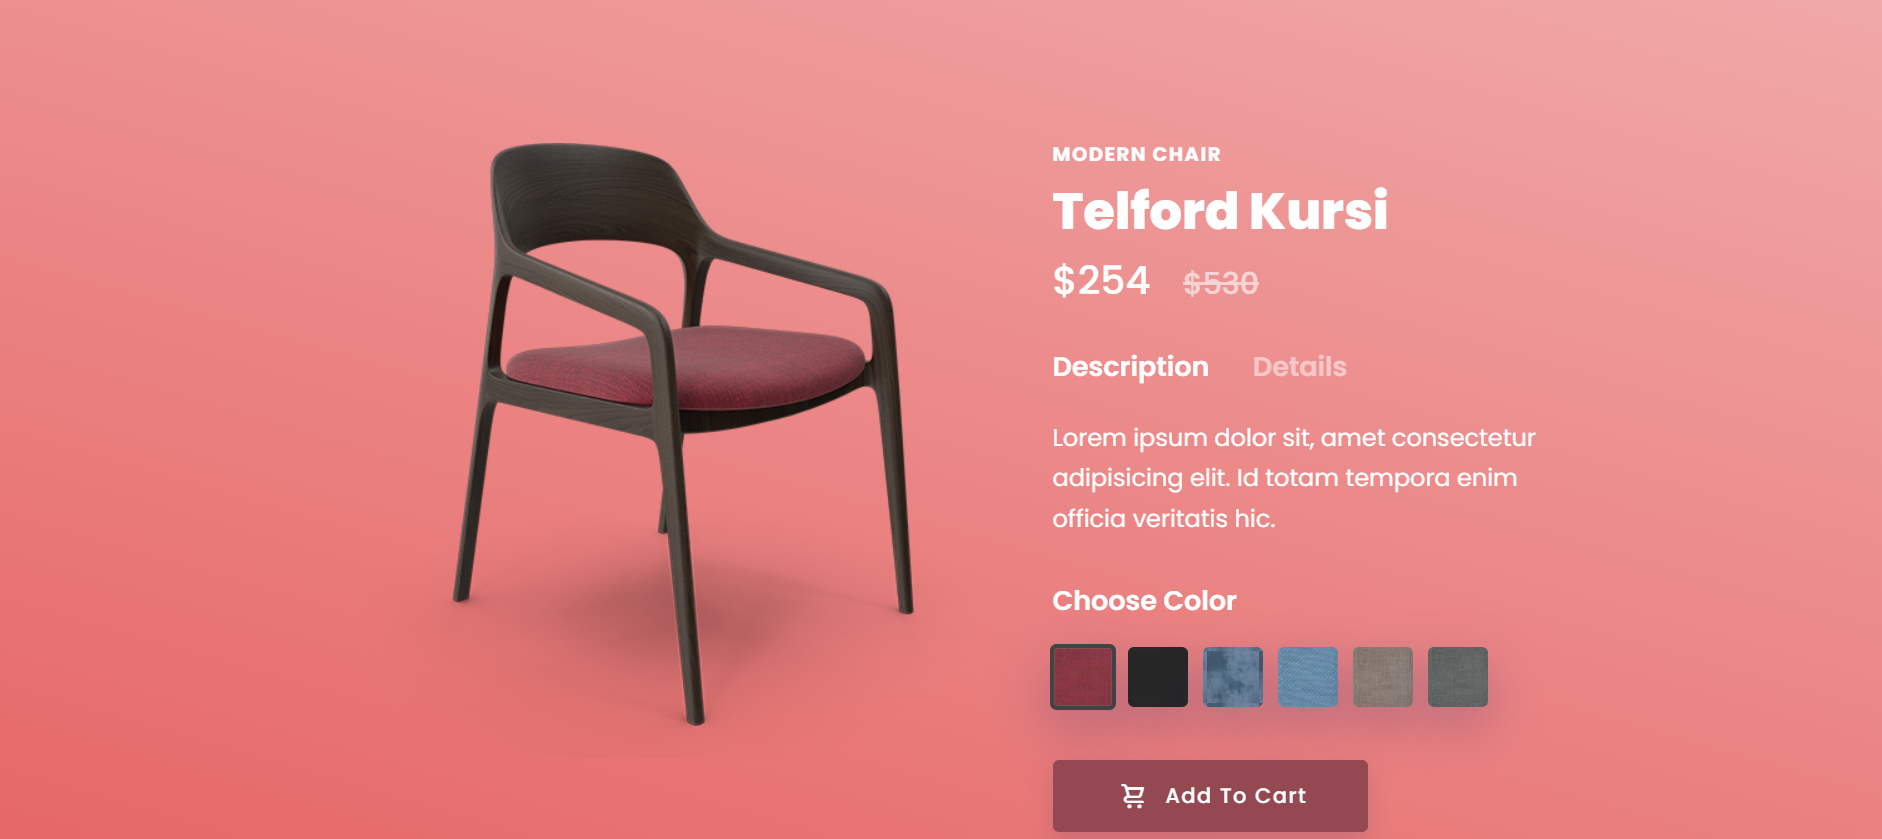 MODERN CHAIR
Telford Kursi
$254 $530
Description Details
Lorem ipsum dolor sit, amet consectetur
adipisicing elit. Id totam tempora enim
officia veritatis hic.
Choose Color
Add To Cart